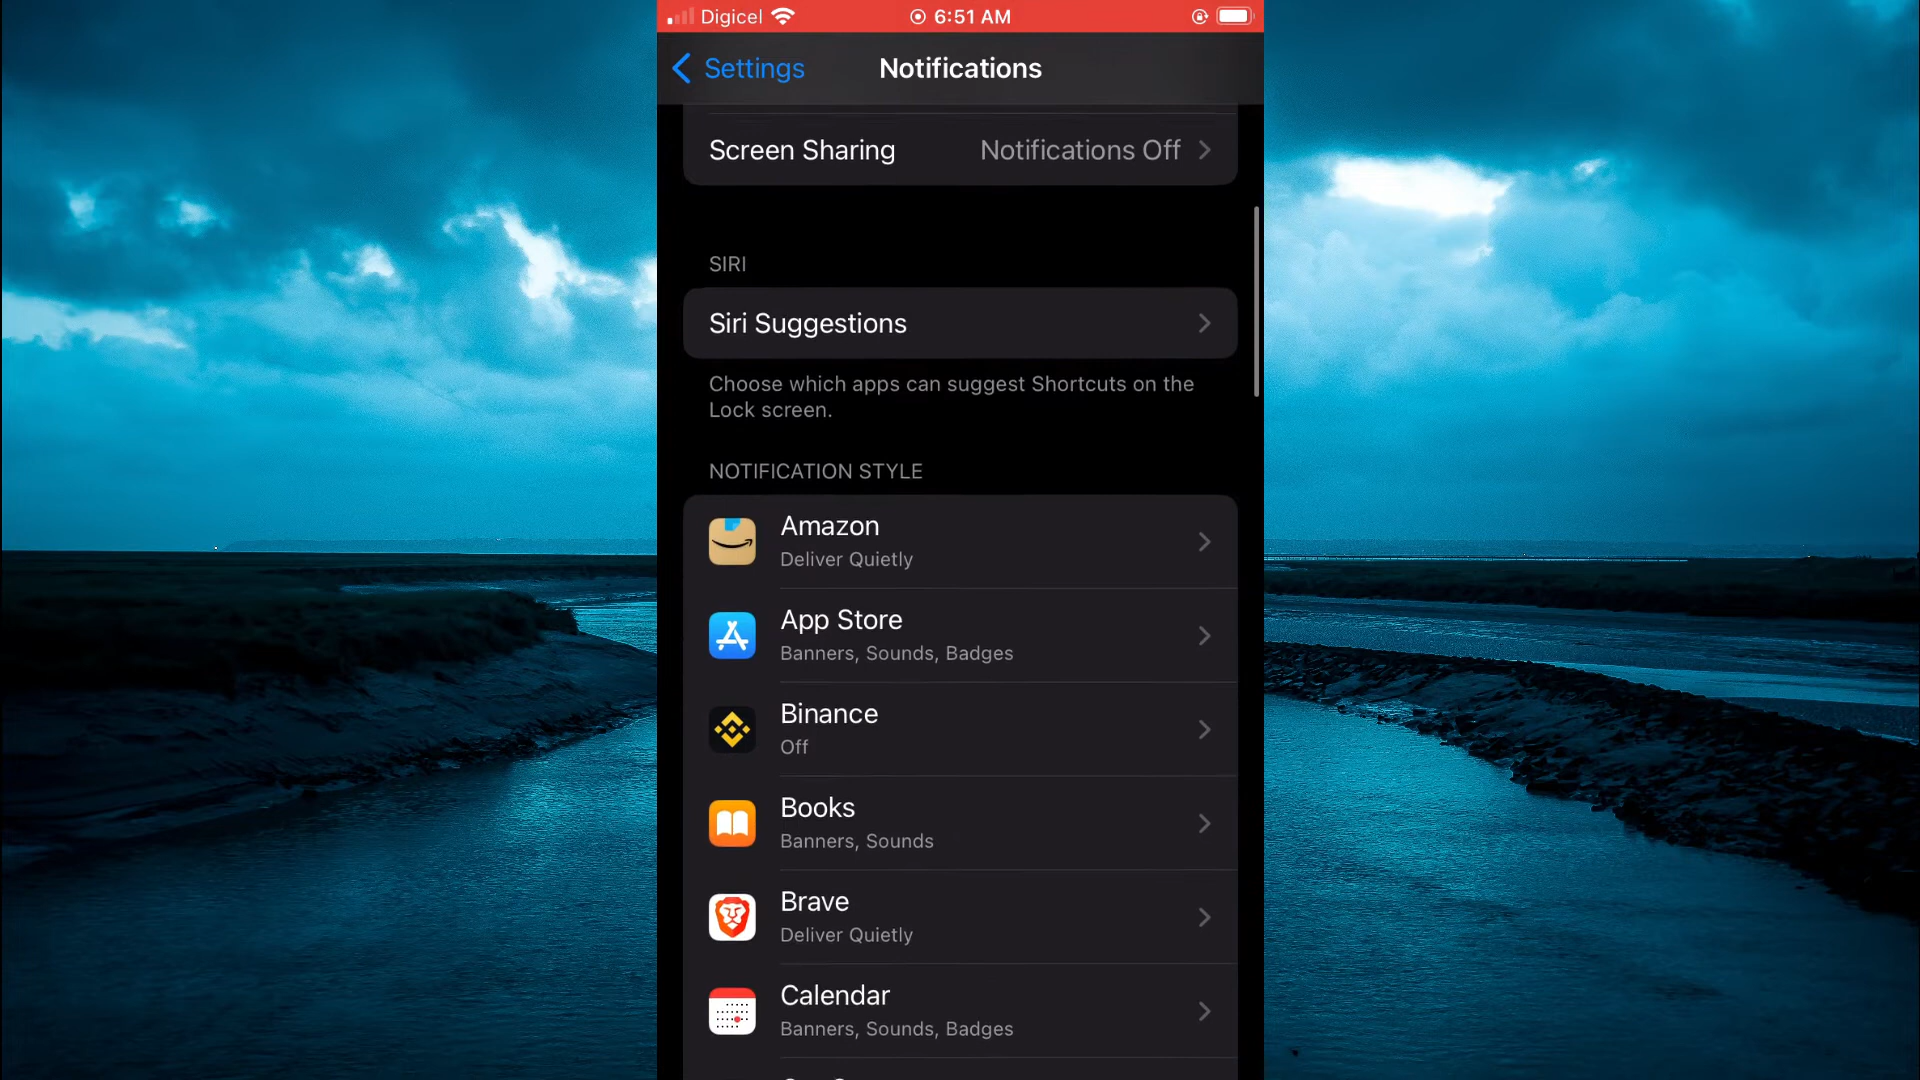 Digicel
6:51 AM
Settings
Notifications
Screen Sharing
Notifications Off
SIRI
Siri Suggestions
Choose which apps can suggest Shortcuts on the
Lock screen.
NOTIFICATION STYLE
Amazon
Deliver Quietly
App Store
Banners, Sounds, Badges
Binance
Off
Books
Banners, Sounds
Brave
Deliver Quietly
Calendar
Banners, Sounds, Badges